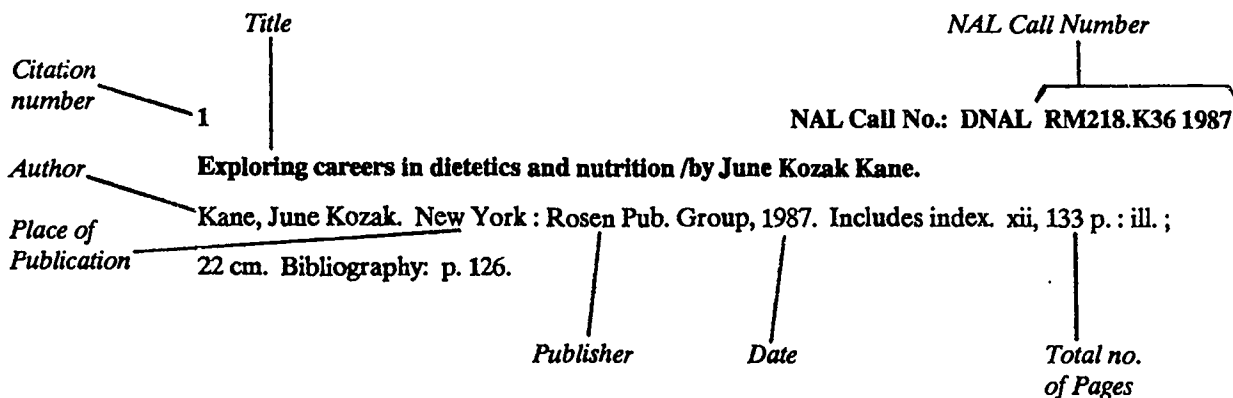 Title
NAL Call Number
Citation
number
1
NAL Call No.: DNAL RM218.K36 1987
Author
Exploring careers in dietetics and nutrition /by June Kozak Kane.
Kane, June Kozak. New York : Rosen Pub. Group, 1987. Includes index. xii, 133 p. : ill. ;
Place of
Publication
22 cm. Bibliography: p. 126.
Publisher
Date
Total no.
of Pages